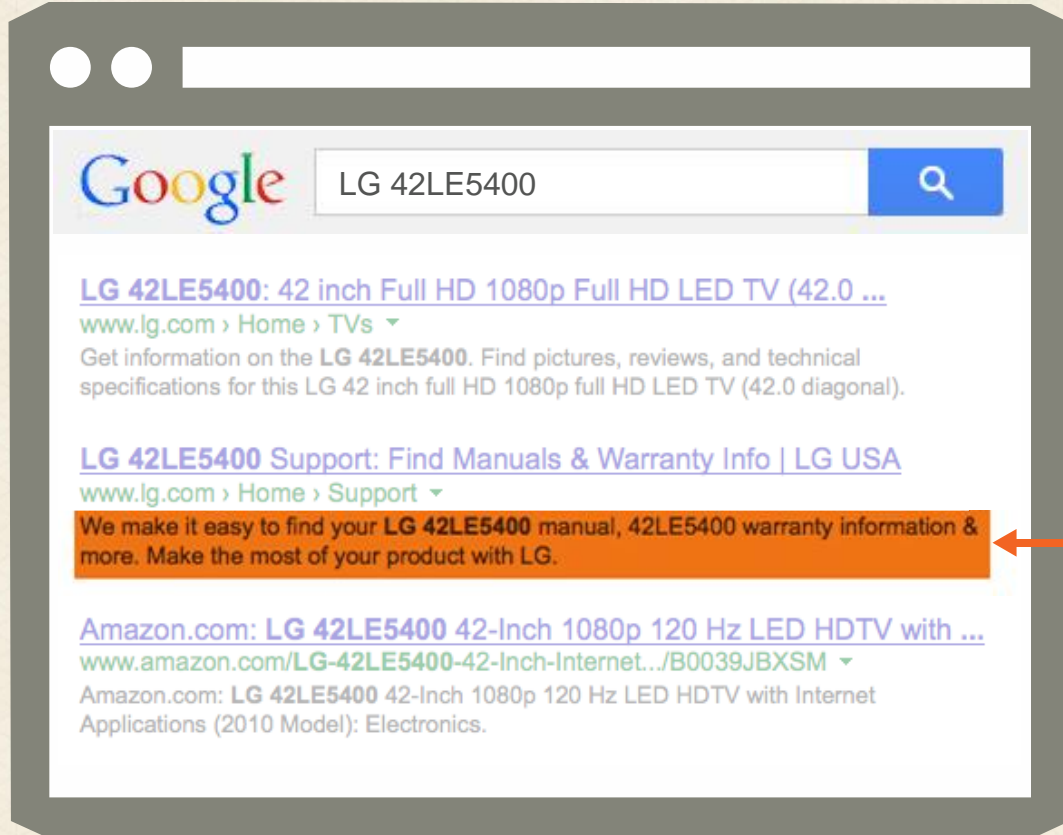 Google
LG 42LE5400
LG 42LE5400: 42 inch Full HD 1080p Full HD LED TV (42.0 ...
www.lg.com › Home › TVs
Get information on the LG 42LE5400. Find pictures, reviews, and technical
specifications for this LG 42 inch full HD 1080p full HD LED TV (42.0 diagonal).
LG 42LE5400 Support: Find Manuals & Warranty Info | LG USA
www.lg.com › Home › Support
We make it easy to find your LG 42LE5400 manual, 42LE5400 warranty information &
more. Make the most of your product with LG.
Amazon.com: LG 42LE5400 42-Inch 1080p 120 Hz LED HDTV with ...
www.amazon.com/LG-42LE5400-42-Inch-Internet.../B0039JBXSM
Amazon.com: LG 42LE5400 42-Inch 1080p 120 Hz LED HDTV with Internet
Applications (2010 Model): Electronics.